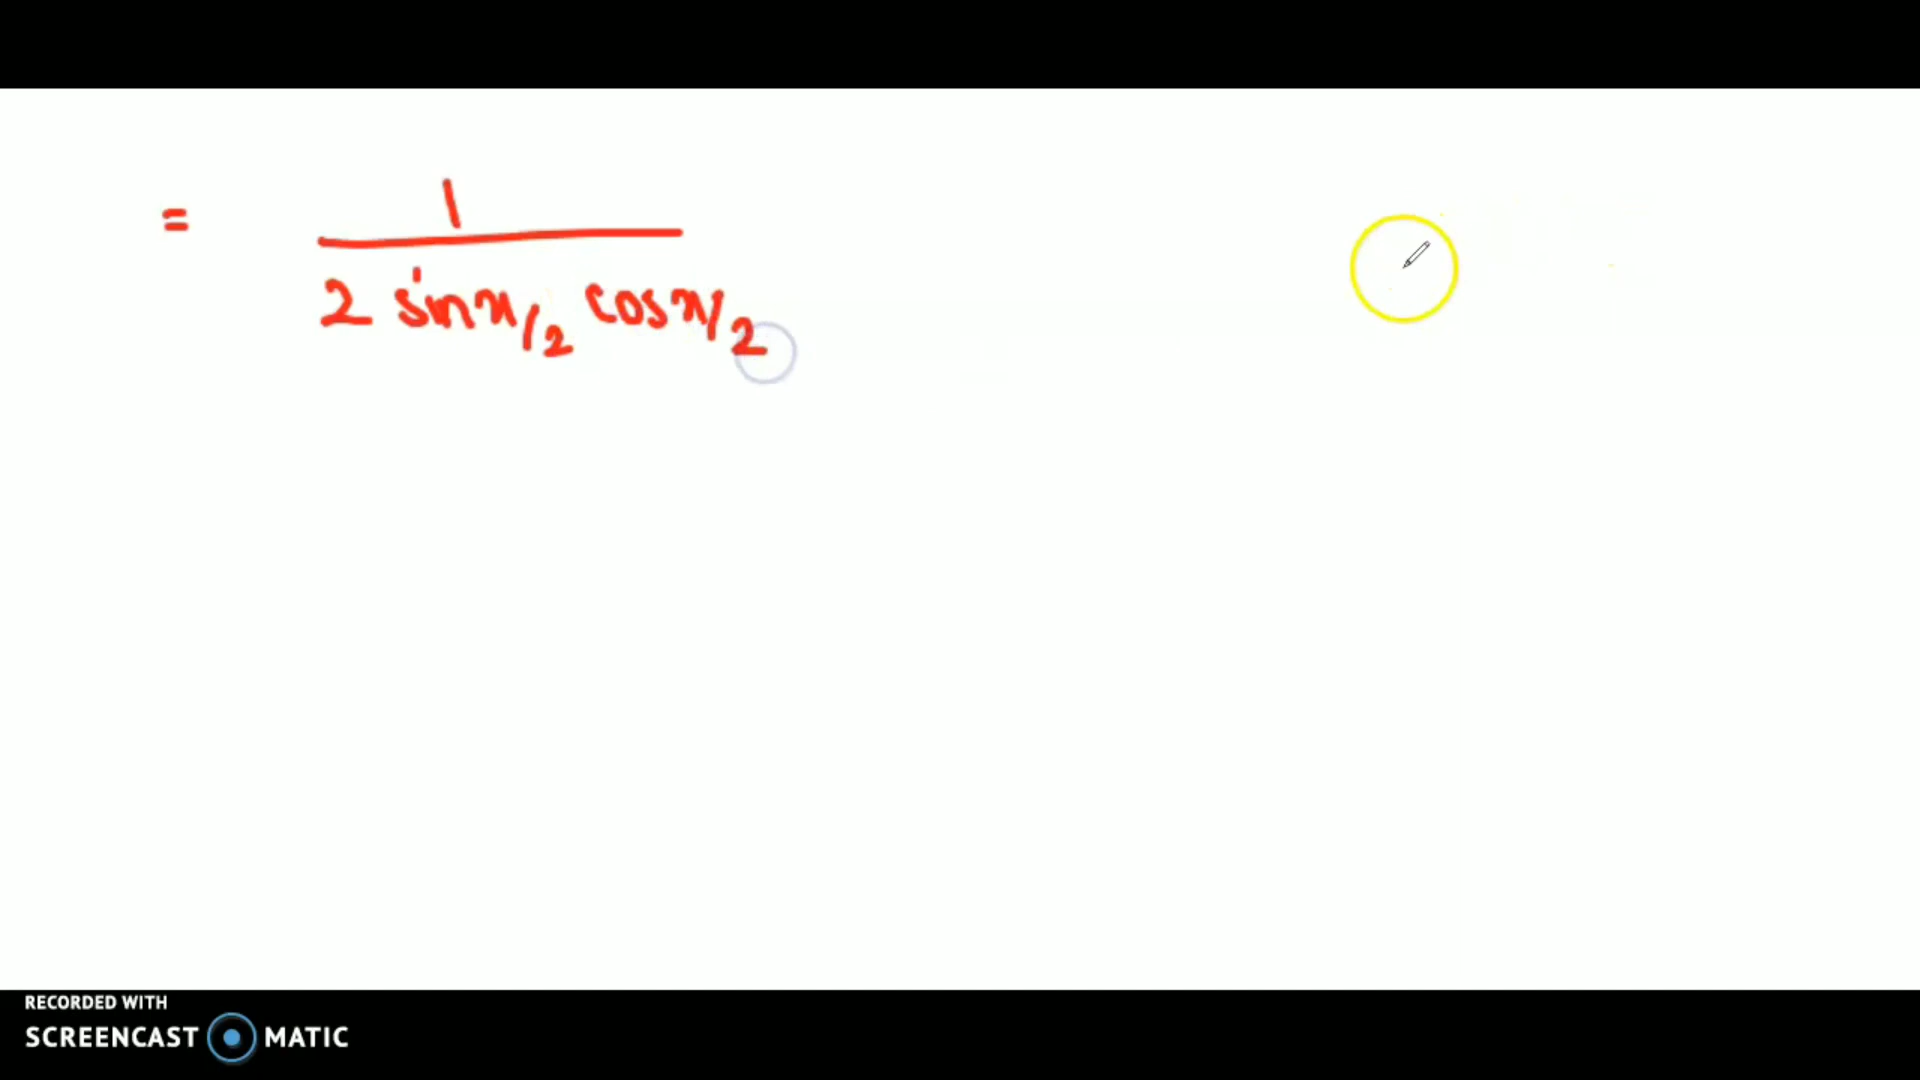 = 1
2 sin x/2 cos x/2
RECORDED WITH
SCREENCAST MATIC